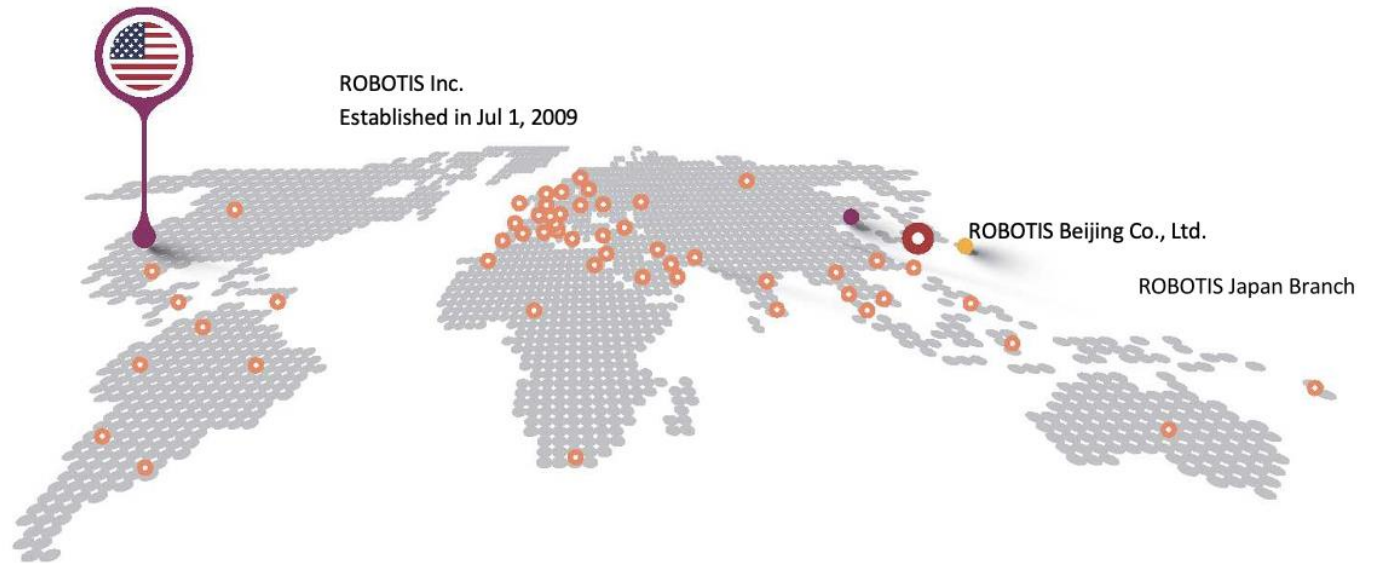 ROBOTIS Inc.
Established in Jul 1, 2009
ROBOTIS Beijing Co., Ltd.
ROBOTIS Japan Branch